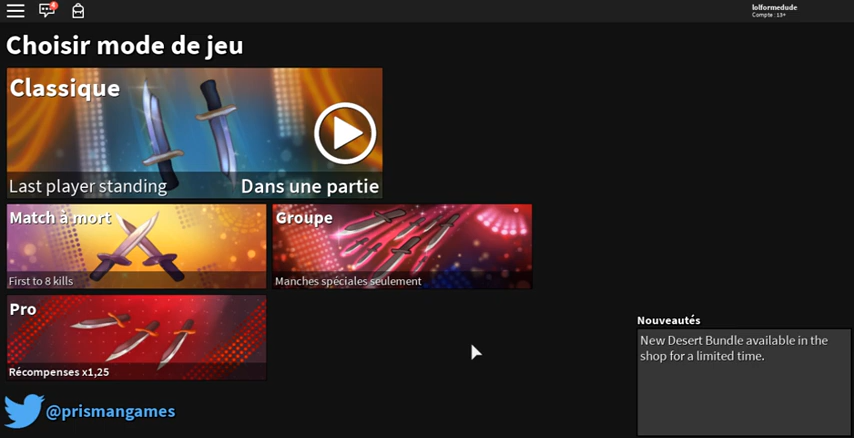 lolformedude
Compte : 13+
Choisir mode de jeu
Classique
Last player standing
Dans une partie
Match à mort
First to 8 kills
Groupe
Manches spéciales seulement
Pro
Récompenses x1,25
@prismangames
Nouveautés
New Desert Bundle available in the
shop for a limited time.